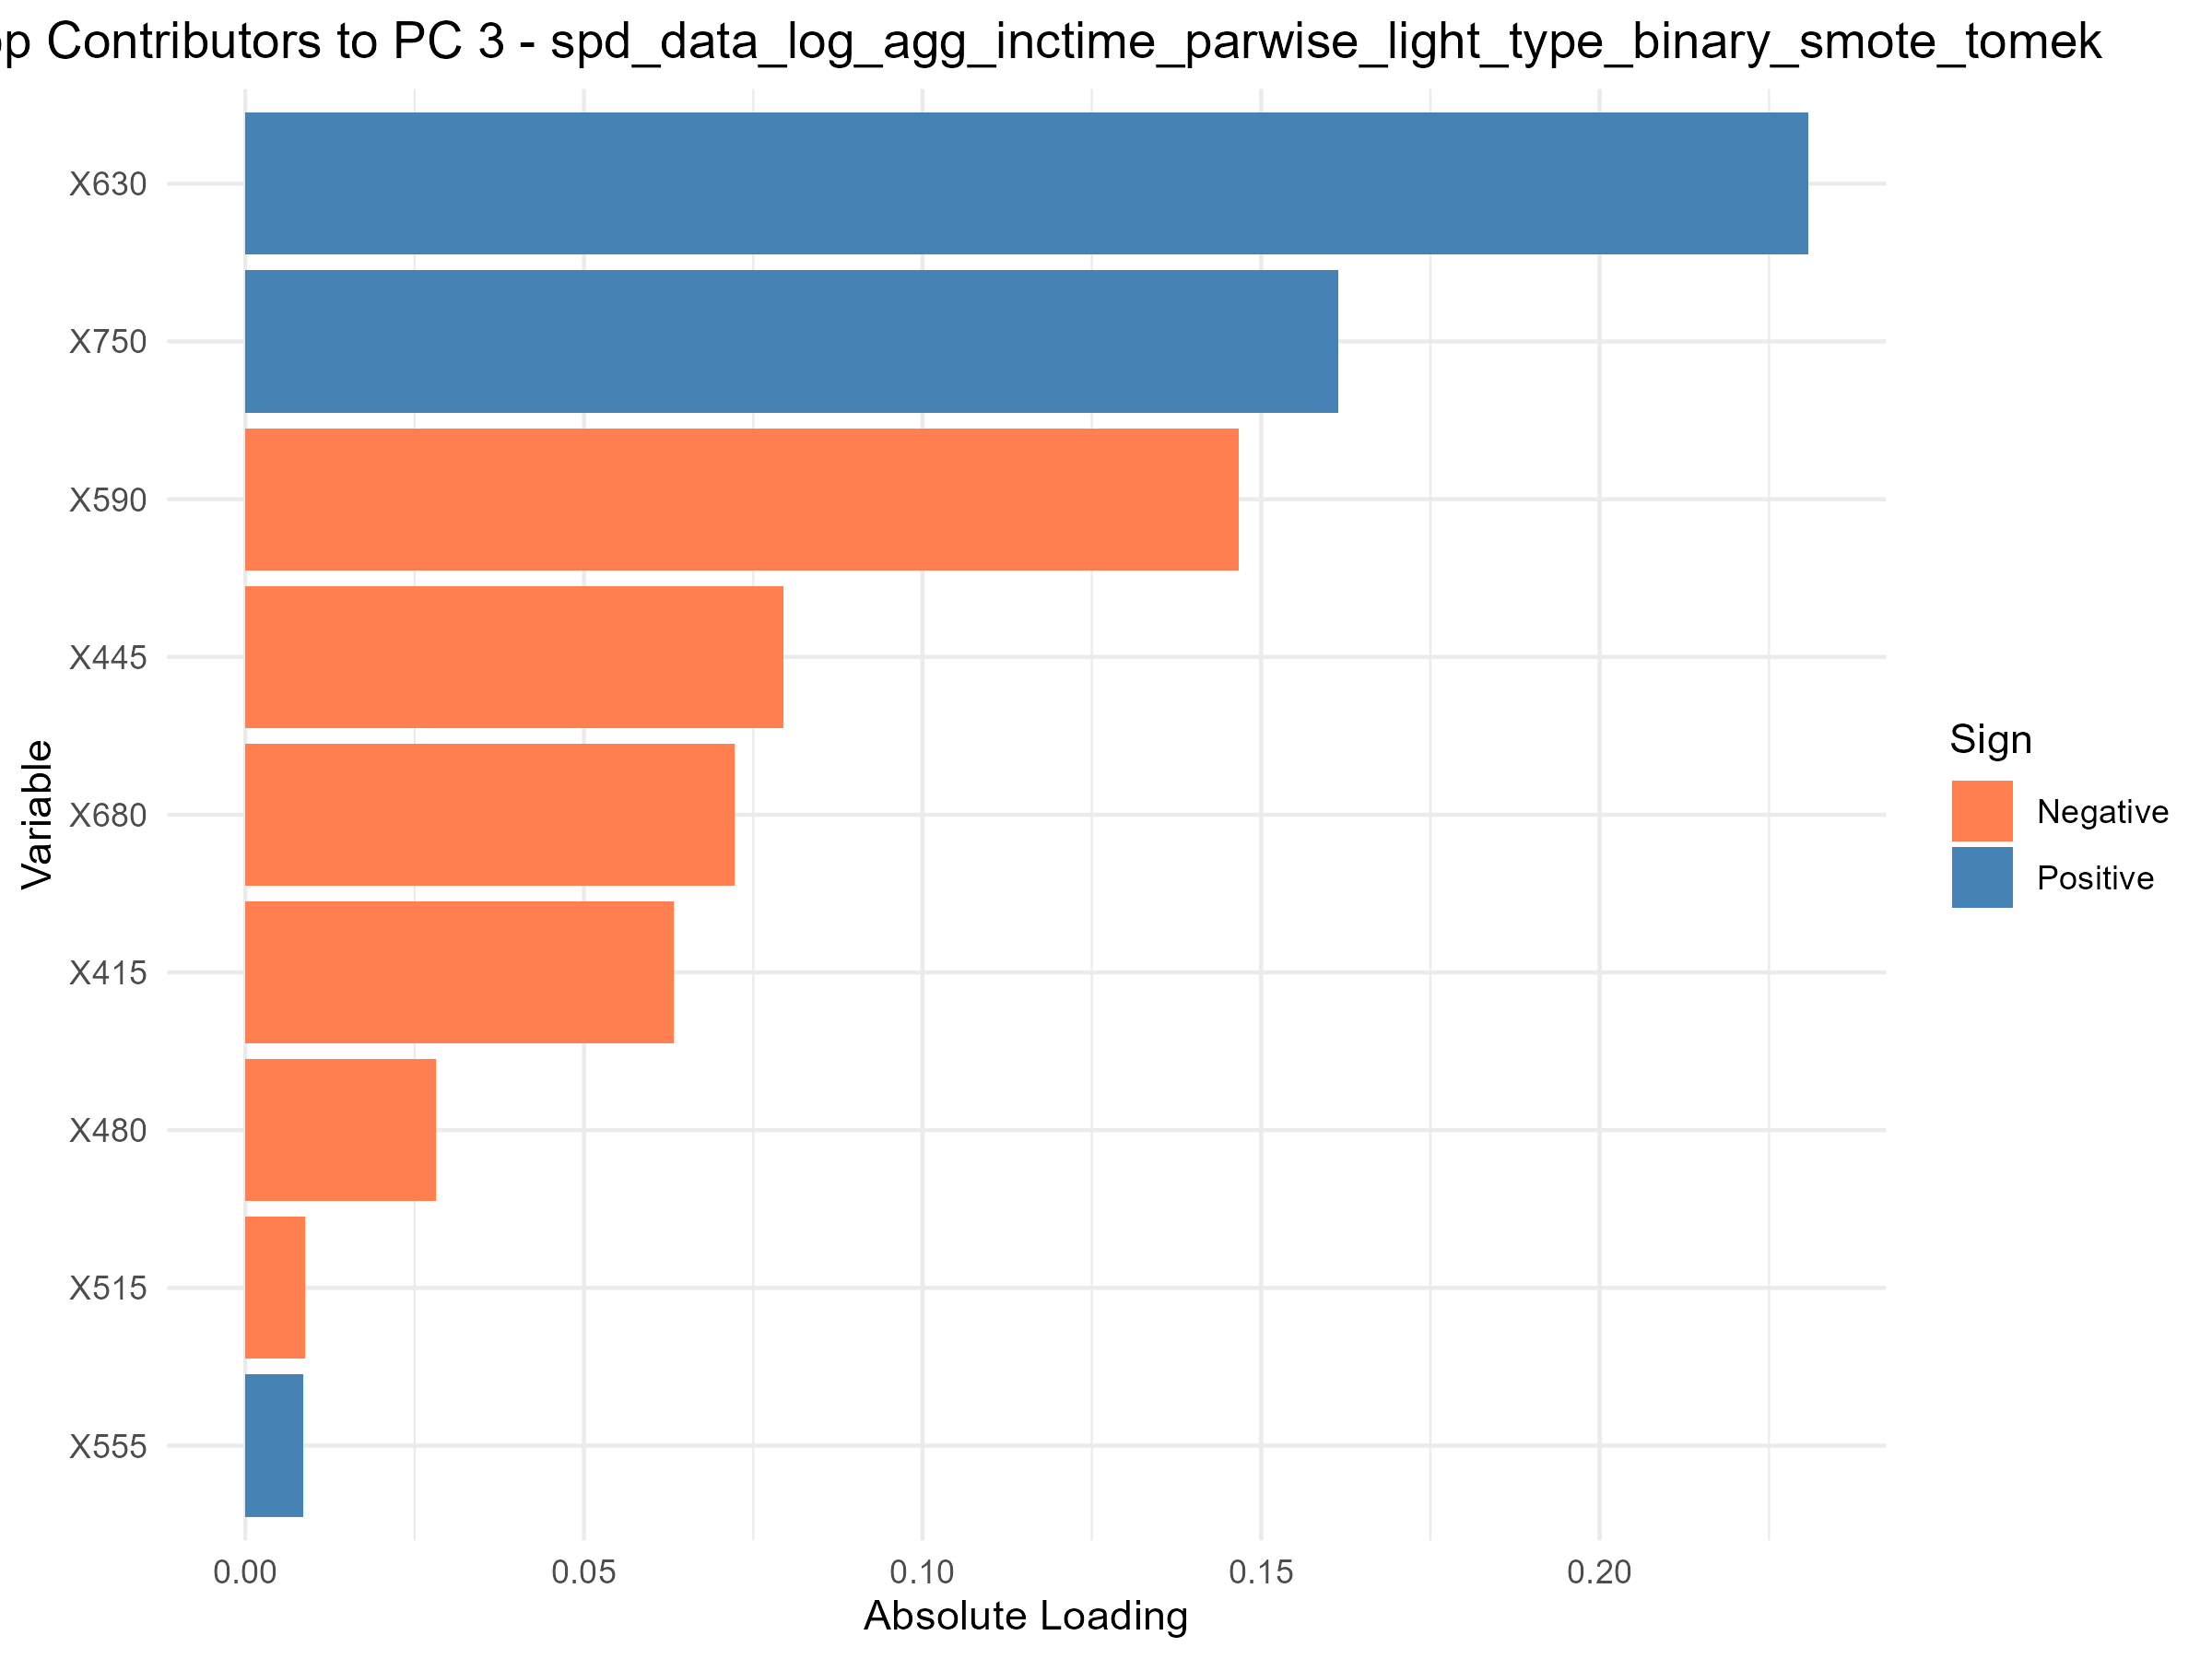 p Contributors to PC 3 - spd_data_log_agg_inctime_parwise_light_type_binary_smote_tomek
X630
X750
X590
X445
X680
X415
X480
X515
X555
Variable
0.00 0.05 0.10 0.15 0.20
Absolute Loading
Sign
Negative
Positive